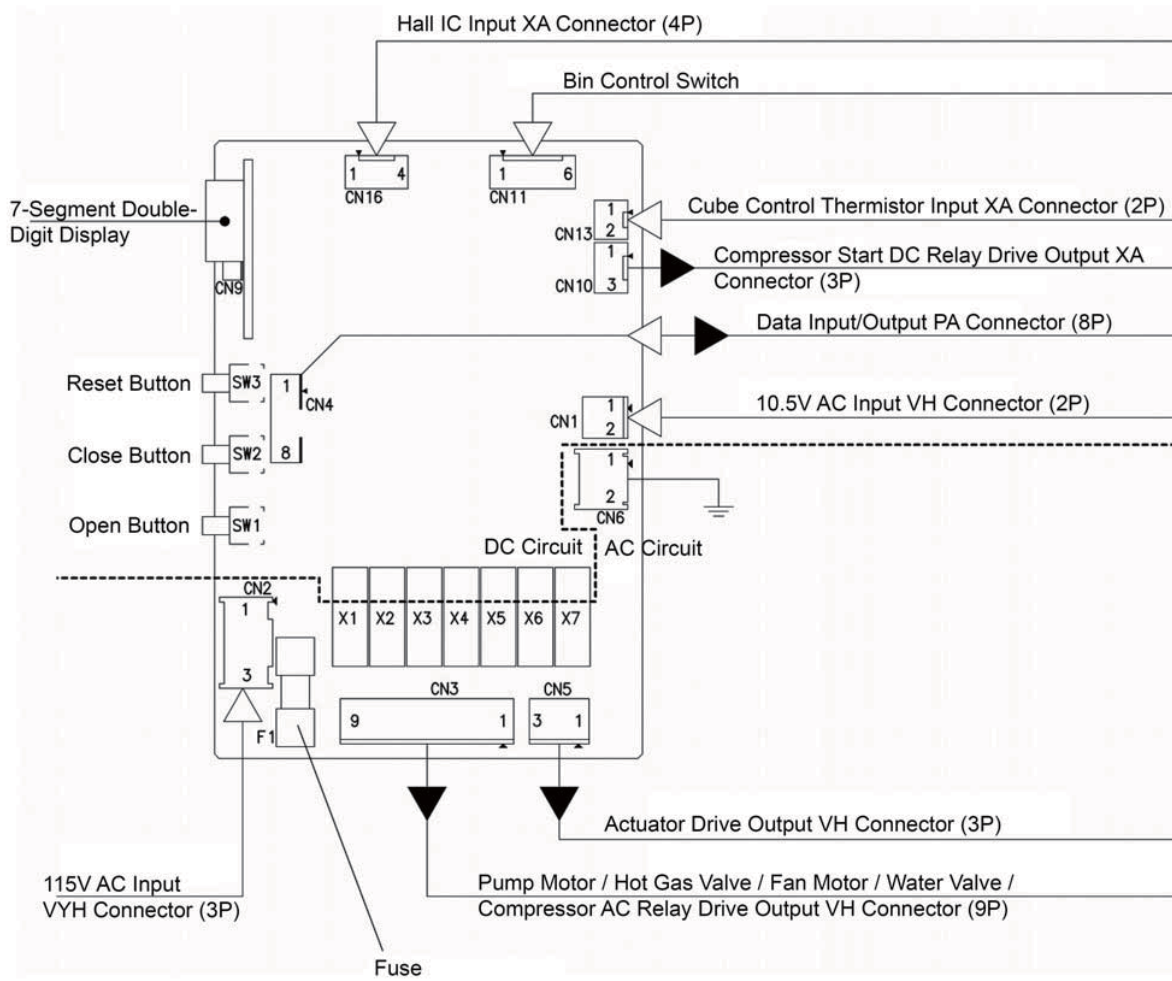 Hall IC Input XA Connector (4P)
Bin Control Switch
1 4
CN16
1 6
CN11
7-Segment Double-
Digit Display
CN9
1
2
CN13
Cube Control Thermistor Input XA Connector (2P)
1
3
CN10
Compressor Start DC Relay Drive Output XA
Connector (3P)
Data Input/Output PA Connector (8P)
Reset Button
SW3
1
CN4
8
Close Button
SW2
Open Button
SW1
CN1
1
2
10.5V AC Input VH Connector (2P)
1
2
CN6
DC Circuit
AC Circuit
CN2
1
3
X1 X2 X3 X4 X5 X6 X7
F1
CN3
9 1
CN5
3 1
Actuator Drive Output VH Connector (3P)
115V AC Input
VYH Connector (3P)
Pump Motor / Hot Gas Valve / Fan Motor / Water Valve /
Compressor AC Relay Drive Output VH Connector (9P)
Fuse